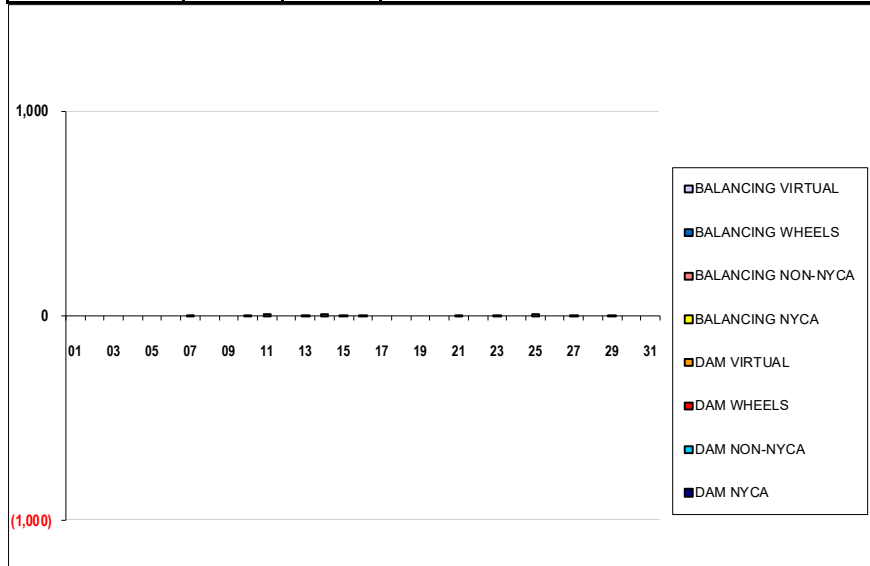 1,000
0
01 03 05 07 09 11 13 15 17 19 21 23 25 27 29 31
(1,000)
BALANCING VIRTUAL
BALANCING WHEELS
BALANCING NON-NYCA
BALANCING NYCA
DAM VIRTUAL
DAM WHEELS
DAM NON-NYCA
DAM NYCA